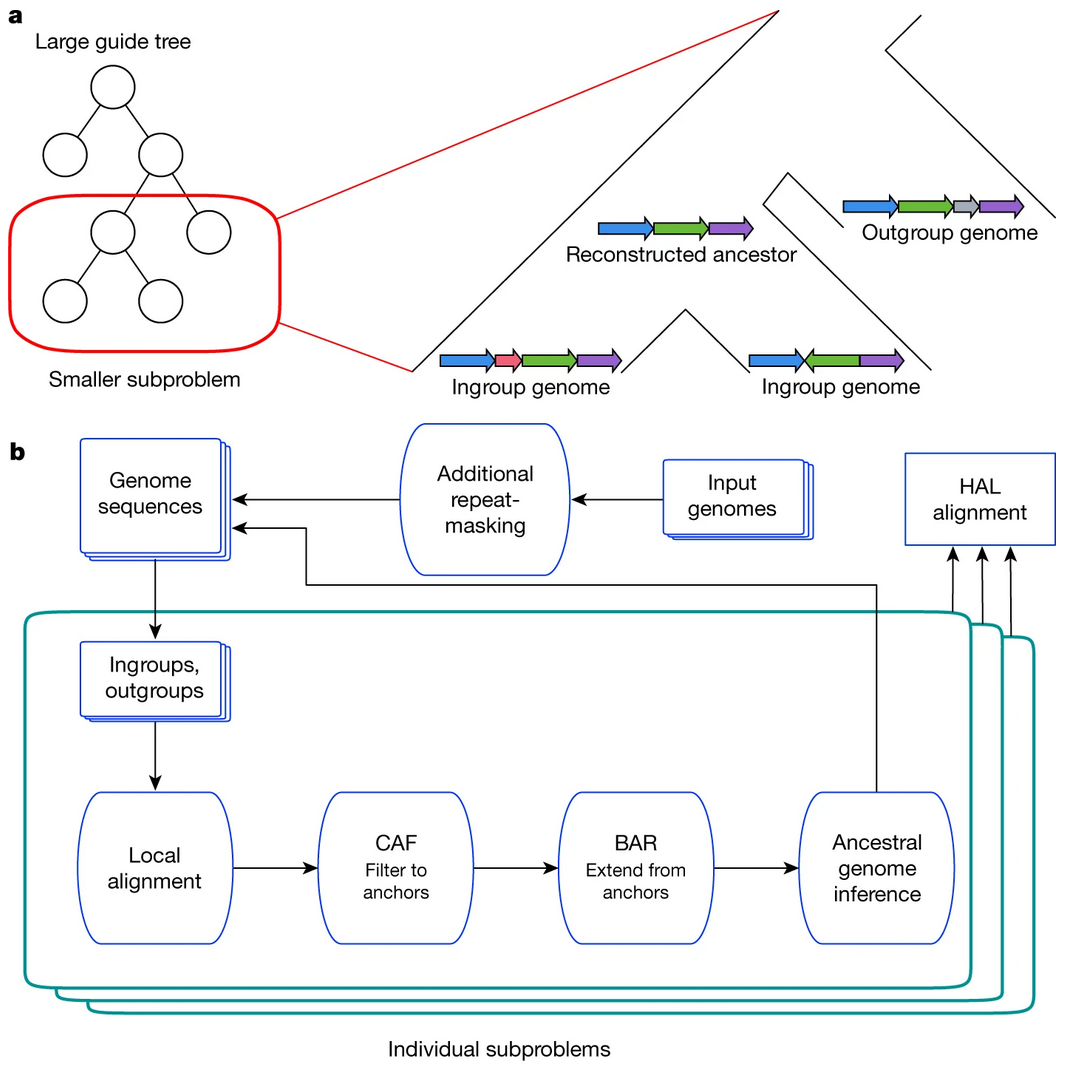 a
Large guide tree
Smaller subproblem
Reconstructed ancestor
Outgroup genome
Ingroup genome
Ingroup genome
b
Genome
sequences
Additional
repeat-
masking
Input
genomes
HAL
alignment
Ingroups,
outgroups
Local
alignment
CAF
Filter to
anchors
BAR
Extend from
anchors
Ancestral
genome
inference
Individual subproblems